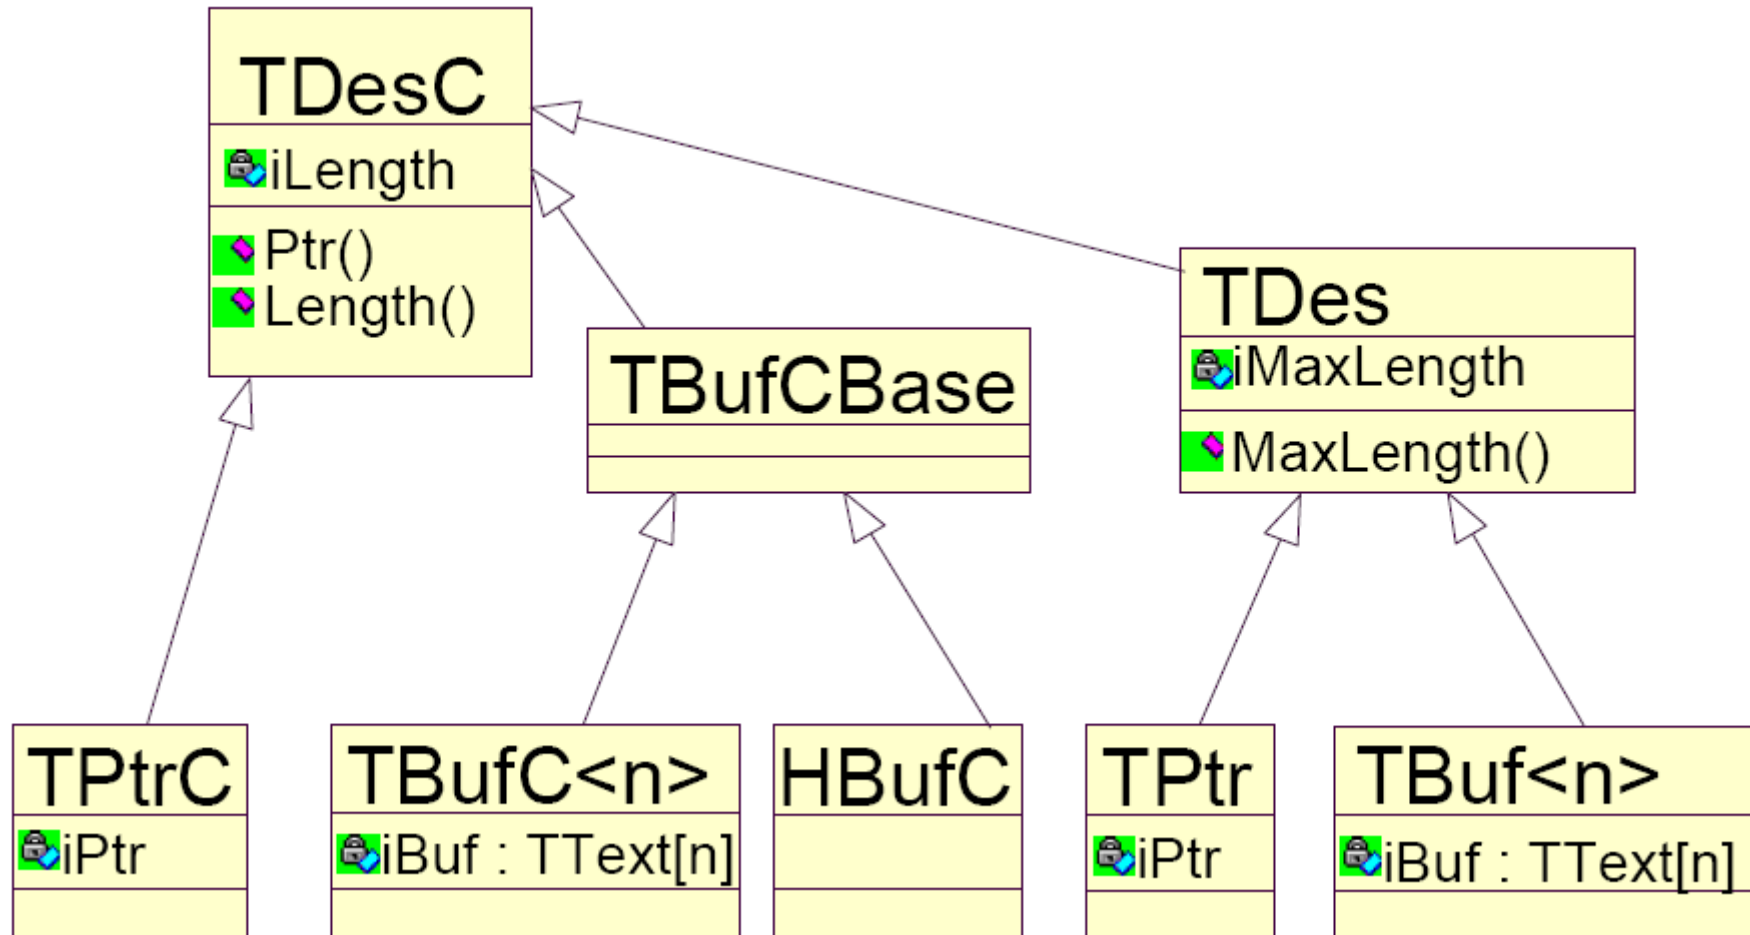 TDesC
iLength
Ptr()
Length()
TBufCBase
TDes
iMaxLength
MaxLength()
TPtrC
iPtr
TBufC<n>
iBuf : TText[n]
HBufC
TPtr
iPtr
TBuf<n>
iBuf : TText[n]